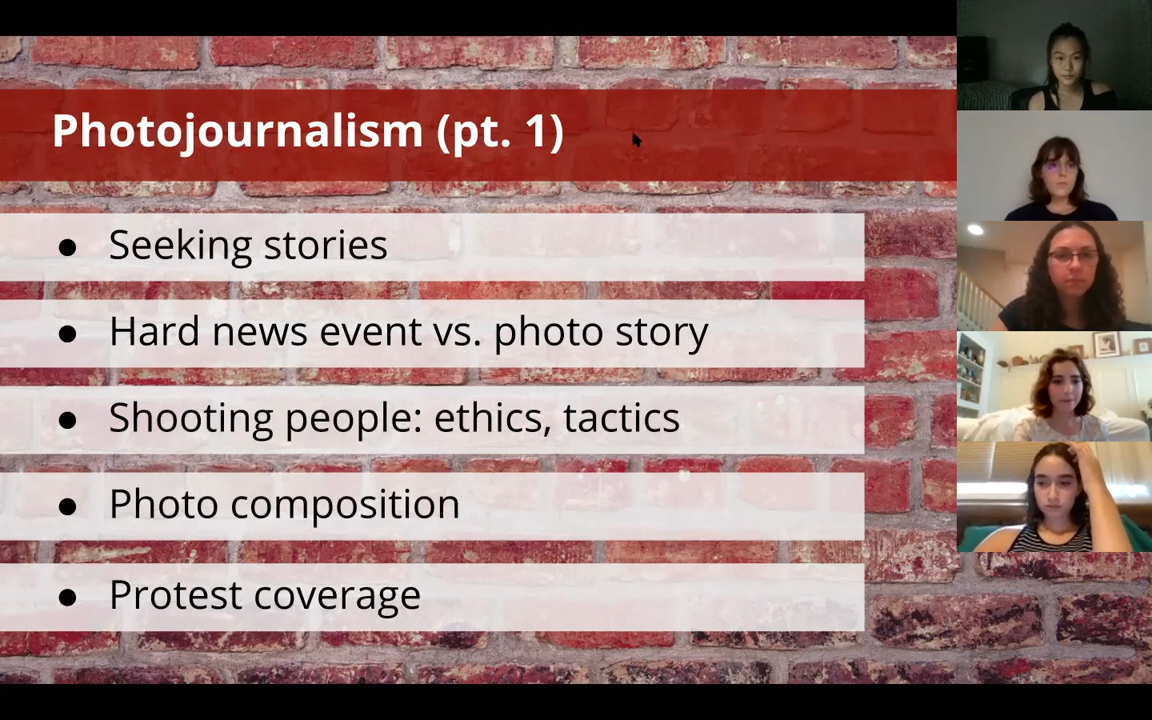 Photojournalism (pt. 1)
● Seeking stories
● Hard news event vs. photo story
● Shooting people: ethics, tactics
● Photo composition
● Protest coverage